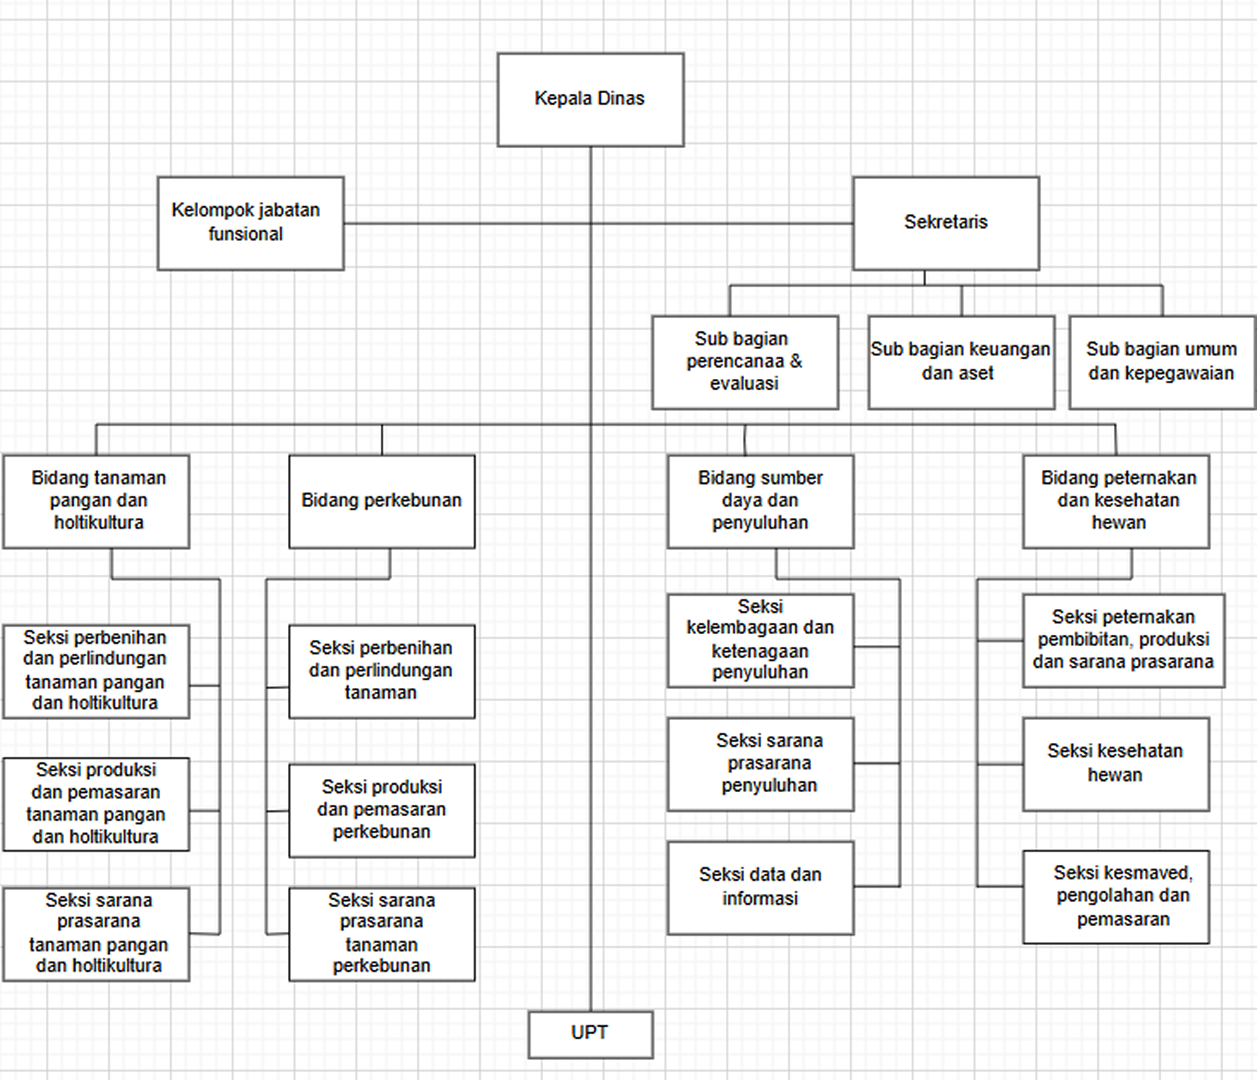 Kepala Dinas
Kelompok jabatan
funsional
Sekretaris
Sub bagian
perencanaa &
evaluasi
Sub bagian keuangan
dan aset
Sub bagian umum
dan kepegawaian
Bidang tanaman
pangan dan
holtikultura
Bidang perkebunan
Bidang sumber
daya dan
penyuluhan
Bidang peternakan
dan kesehatan
hewan
Seksi perbenihan
dan perlindungan
tanaman pangan
dan holtikultura
Seksi perbenihan
dan perlindungan
tanaman
Seksi
kelembagaan dan
ketenagaan
penyuluhan
Seksi peternakan
pembibitan, produksi
dan sarana prasarana
Seksi produksi
dan pemasaran
tanaman pangan
dan holtikultura
Seksi produksi
dan pemasaran
perkebunan
Seksi sarana
prasarana
penyuluhan
Seksi kesehatan
hewan
Seksi sarana
prasarana
tanaman pangan
dan holtikultura
Seksi sarana
prasarana
tanaman
perkebunan
Seksi data dan
informasi
Seksi kesmaved,
pengolahan dan
pemasaran
UPT